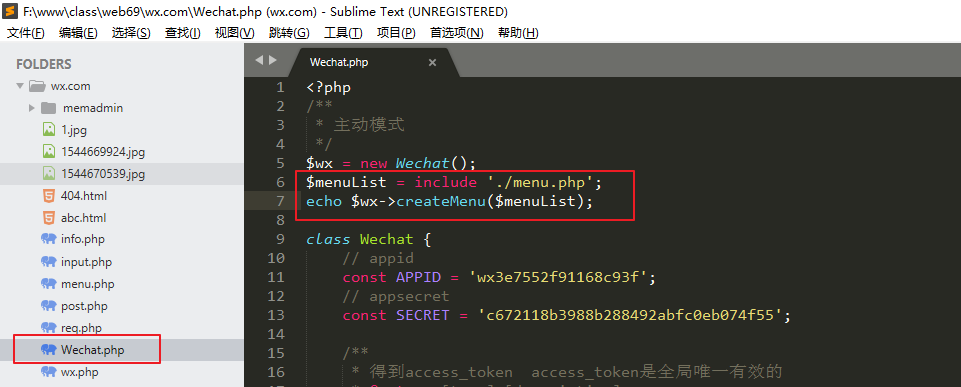 F:\www\class\web69\wx.com\Wechat.php (wx.com) - Sublime Text (UNREGISTERED)
文件(F) 编辑(E) 选择(S) 查找(I) 视图(V) 跳转(G) 工具(T) 项目(P) 首选项(N) 帮助(H)
FOLDERS
wx.com
memadmin
1.jpg
1544669924.jpg
1544670539.jpg
404.html
abc.html
info.php
input.php
menu.php
post.php
req.php
Wechat.php
wx.php
Wechat.php ×
1 <?php
2 /**
3 * 主动模式
4 */
5 $wx = new Wechat();
6 $menuList = include './menu.php';
7 echo $wx->createMenu($menuList);
8
9 class Wechat {
10 // appid
11 const APPID = 'wx3e7552f91168c93f';
12 // appsecret
13 const SECRET = 'c672118b3988b288492abfc0eb074f55';
14
15 /**
16 * 得到access_token access_token是全局唯一有效的